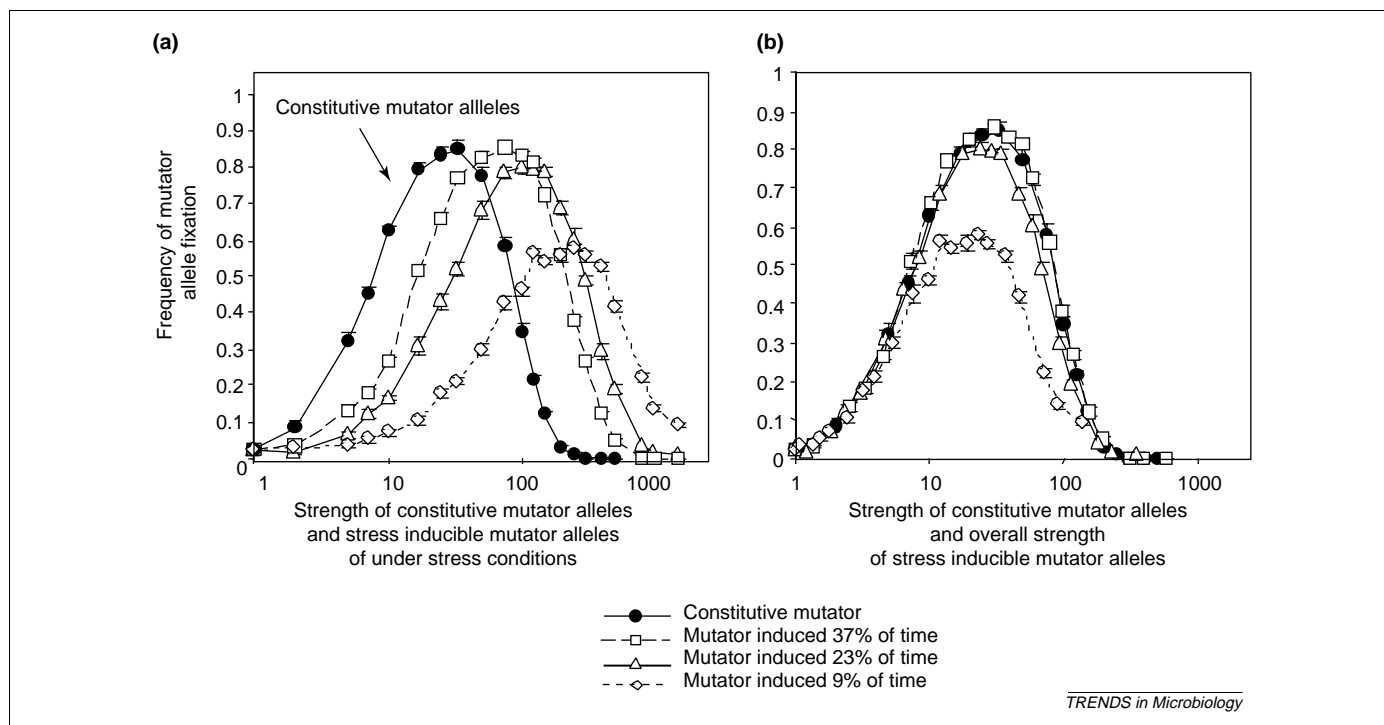 (a)
(b)
1
0.9
0.8
0.7
0.6
0.5
0.4
0.3
0.2
0.1
0
Constitutive mutator allleles
Frequency of mutator
allele fixation
1
10
100
1000
Strength of constitutive mutator alleles
and stress inducible mutator alleles
of under stress conditions
1
0.9
0.8
0.7
0.6
0.5
0.4
0.3
0.2
0.1
0
1
10
100
1000
Strength of constitutive mutator alleles
and overall strength
of stress inducible mutator alleles
Constitutive mutator
Mutator induced 37% of time
Mutator induced 23% of time
Mutator induced 9% of time
TRENDS in Microbiology